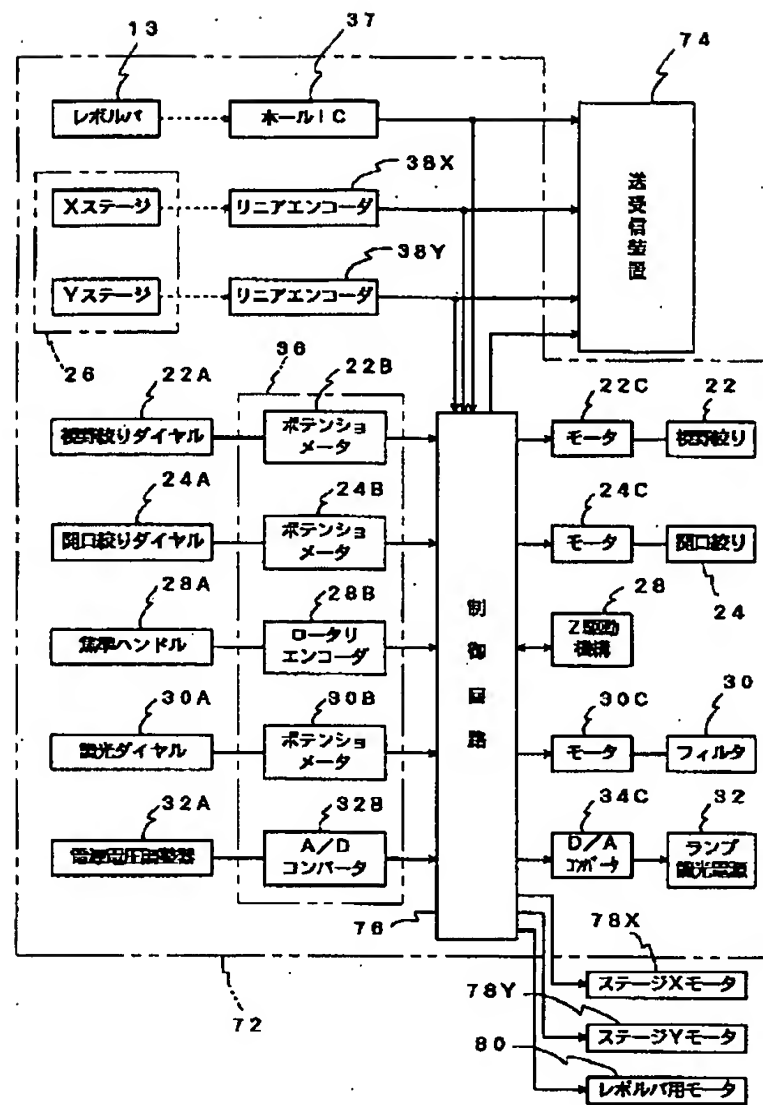 13
37
74
レボルバ
ホールIC
38X
Xステージ
リニアエンコーダ
38Y
Yステージ
リニアエンコーダ
送受信装置
26
36
22A
22B
22C
22
視野絞りダイヤル
ポテンショ
メータ
モータ
視野絞り
24A
24B
24C
開口絞りダイヤル
ポテンショ
メータ
モータ
開口絞り
24
28A
28B
28
焦準ハンドル
ロータリ
エンコーダ
制御回路
Z駆動
機構
30A
30B
30C
30
調光ダイヤル
ポテンショ
メータ
モータ
フィルタ
32A
32B
34C
32
電源電圧調整器
A/D
コンバータ
D/A
コンバータ
ランプ
調光電源
76
78X
ステージXモータ
72
78Y
ステージYモータ
80
レボルバ用モータ